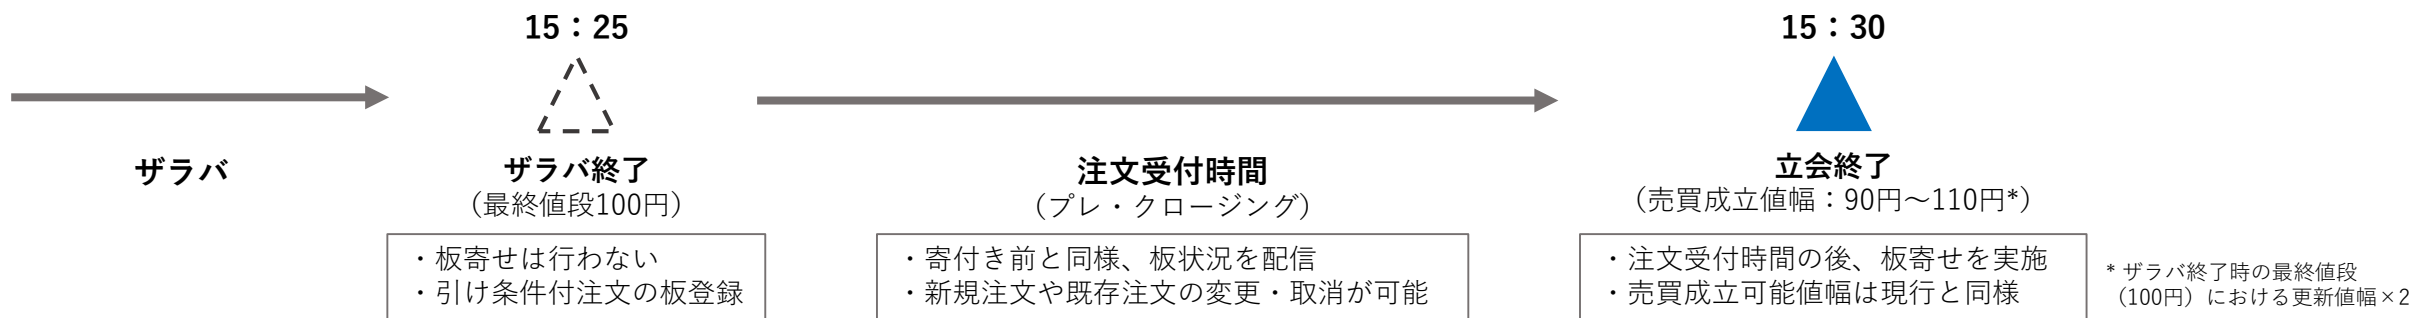 15：25
15：30
ザラバ
ザラバ終了
（最終値段100円）
注文受付時間
（プレ・クロージング）
立会終了
（売買成立値幅：90円～110円*）
・板寄せは行わない
・引け条件付注文の板登録
・寄付き前と同様、板状況を配信
・新規注文や既存注文の変更・取消が可能
・注文受付時間の後、板寄せを実施
・売買成立可能値幅は現行と同様
* ザラバ終了時の最終値段
（100円）における更新値幅×2